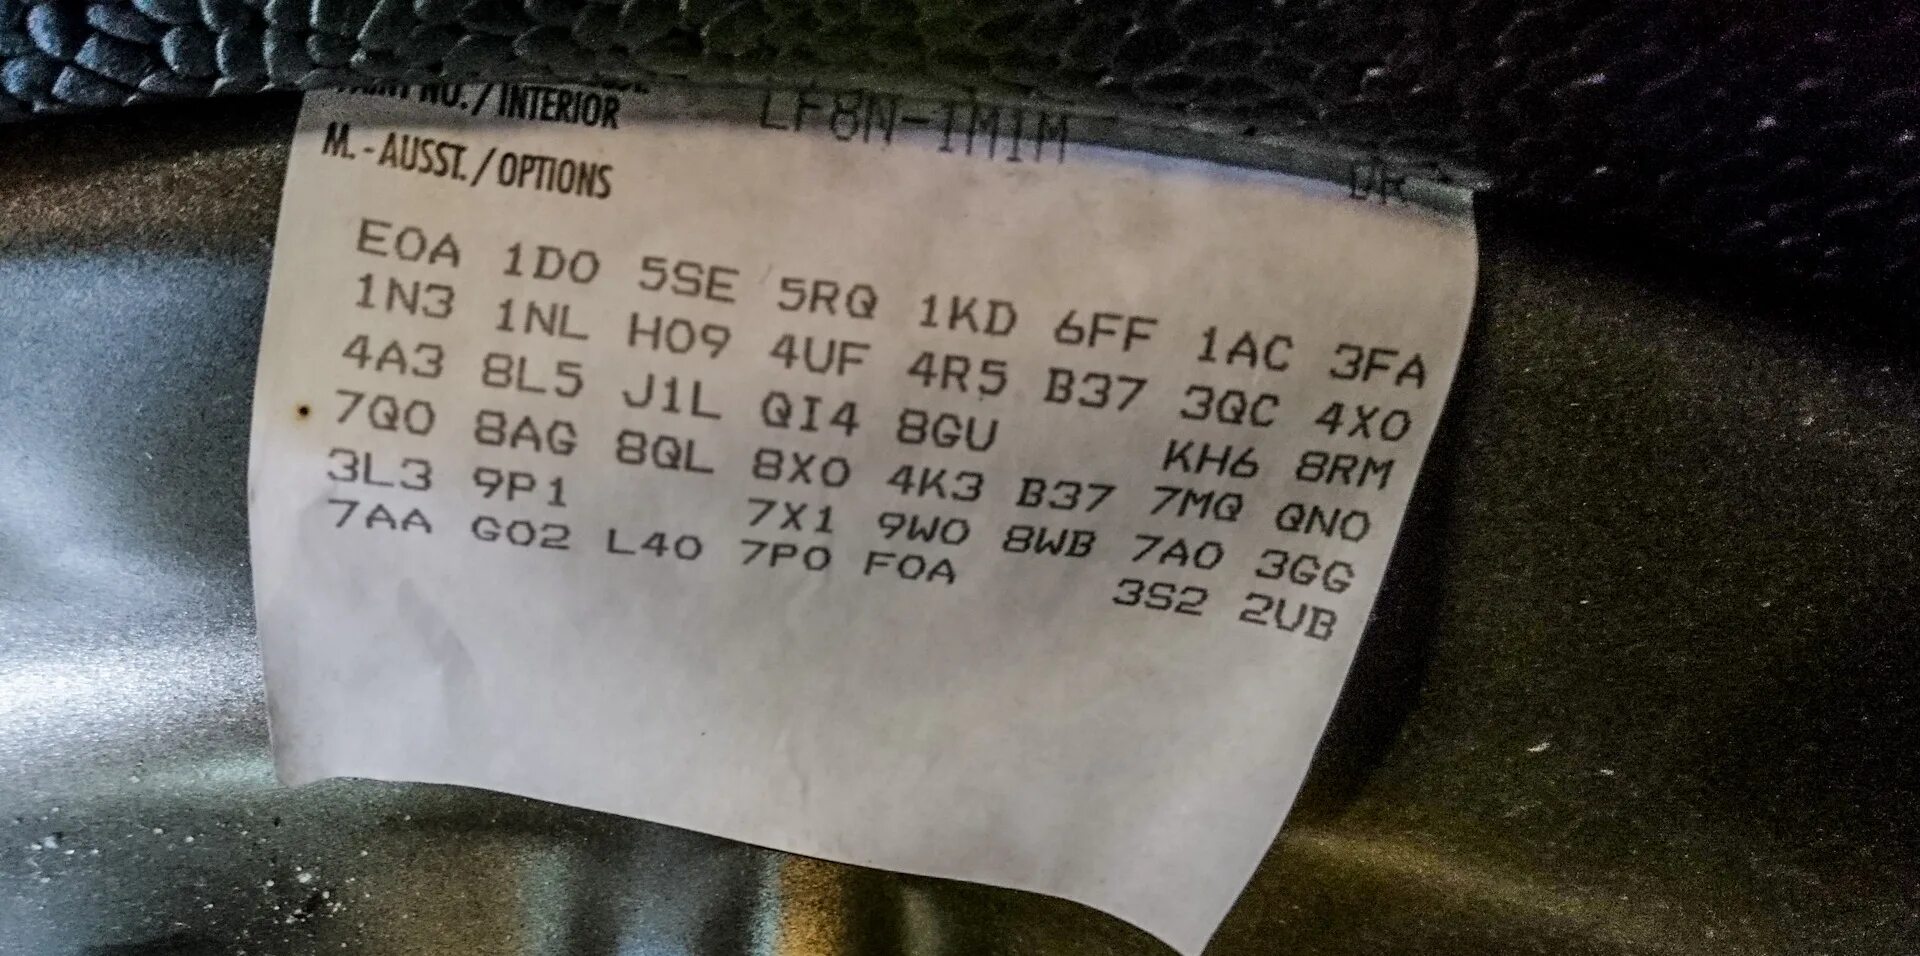 NO./INTERIOR LF8N-1M1M
M.-AUSST./OPTIONS
E0A 1D0 5SE 5RQ 1KD 6FF 1AC 3FA
1N3 1NL H09 4UF 4R5 B37 3QC 4X0
4A3 8L5 J1L QI4 8GU KH6 8RM
7Q0 8AG 8QL 8X0 4K3 B37 7MQ QN0
3L3 9P1 7X1 9W0 8WB 7A0 3GG
7AA G02 L40 7P0 F0A 3S2 2UB